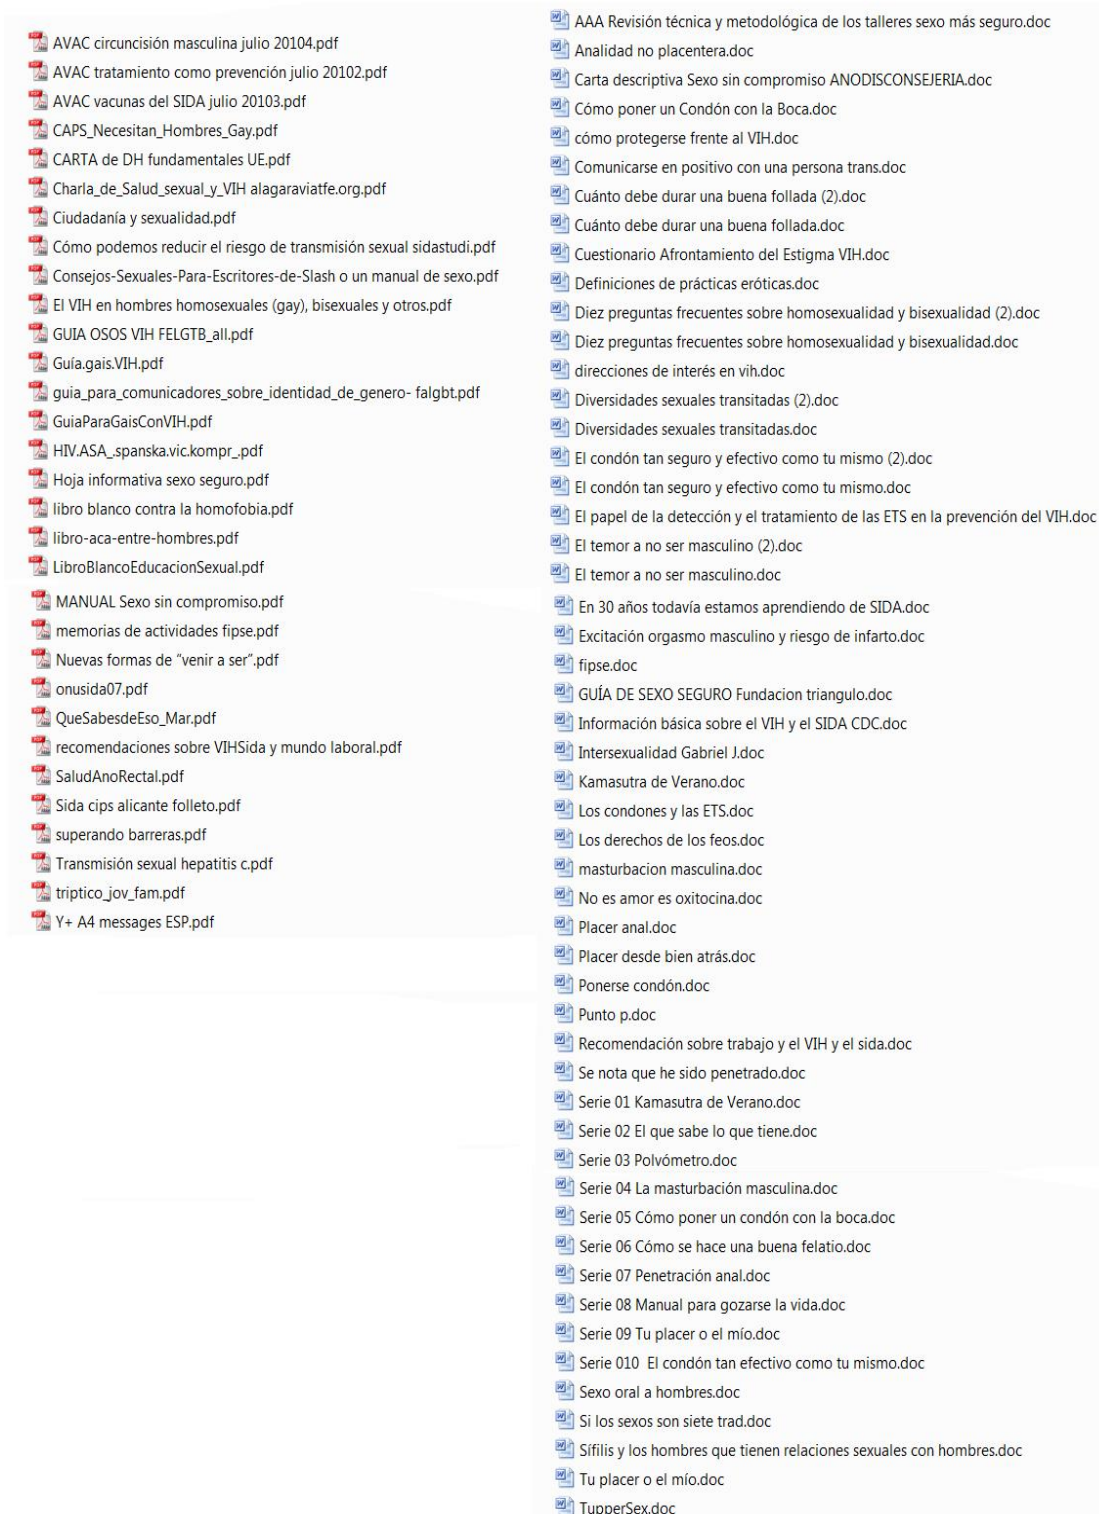 AVAC circuncisión masculina julio 20104.pdf
AVAC tratamiento como prevención julio 20102.pdf
AVAC vacunas del SIDA julio 20103.pdf
CAPS_Necesitan_Hombres_Gay.pdf
CARTA de DH fundamentales UE.pdf
Charla_de_Salud_sexual_y_VIH alagaraviatfe.org.pdf
Ciudadanía y sexualidad.pdf
Cómo podemos reducir el riesgo de transmisión sexual sidastudi.pdf
Consejos-Sexuales-Para-Escritores-de-Slash o un manual de sexo.pdf
El VIH en hombres homosexuales (gay), bisexuales y otros.pdf
GUIA OSOS VIH FELGTB_all.pdf
Guía.gais.VIH.pdf
guia_para_comunicadores_sobre_identidad_de_genero- falgbt.pdf
GuiaParaGaisConVIH.pdf
HIV.ASA_.spanska.vic.kompr_.pdf
Hoja informativa sexo seguro.pdf
libro blanco contra la homofobia.pdf
libro-aca-entre-hombres.pdf
LibroBlancoEducacionSexual.pdf
MANUAL Sexo sin compromiso.pdf
memorias de actividades fipse.pdf
Nuevas formas de “venir a ser”.pdf
onusida07.pdf
QueSabesdeEso_Mar.pdf
recomendaciones sobre VIHSida y mundo laboral.pdf
SaludAnoRectal.pdf
Sida cips alicante folleto.pdf
superando barreras.pdf
Transmisión sexual hepatitis c.pdf
triptico_jov_fam.pdf
Y+ A4 messages ESP.pdf
AAA Revisión técnica y metodológica de los talleres sexo más seguro.doc
Analidad no placentera.doc
Carta descriptiva Sexo sin compromiso ANODISCONSEJERIA.doc
Cómo poner un Condón con la Boca.doc
cómo protegerse frente al VIH.doc
Comunicarse en positivo con una persona trans.doc
Cuánto debe durar una buena follada (2).doc
Cuánto debe durar una buena follada.doc
Cuestionario Afrontamiento del Estigma VIH.doc
Definiciones de prácticas eróticas.doc
Diez preguntas frecuentes sobre homosexualidad y bisexualidad (2).doc
Diez preguntas frecuentes sobre homosexualidad y bisexualidad.doc
direcciones de interés en vih.doc
Diversidades sexuales transitadas (2).doc
Diversidades sexuales transitadas.doc
El condón tan seguro y efectivo como tu mismo (2).doc
El condón tan seguro y efectivo como tu mismo.doc
El papel de la detección y el tratamiento de las ETS en la prevención del VIH.doc
El temor a no ser masculino (2).doc
El temor a no ser masculino.doc
En 30 años todavía estamos aprendiendo de SIDA.doc
Excitación orgasmo masculino y riesgo de infarto.doc
fipse.doc
GUÍA DE SEXO SEGURO Fundacion triangulo.doc
Información básica sobre el VIH y el SIDA CDC.doc
Intersexualidad Gabriel J.doc
Kamasutra de Verano.doc
Los condones y las ETS.doc
Los derechos de los feos.doc
masturbacion masculina.doc
No es amor es oxitocina.doc
Placer anal.doc
Placer desde bien atrás.doc
Ponerse condón.doc
Punto p.doc
Recomendación sobre trabajo y el VIH y el sida.doc
Se nota que he sido penetrado.doc
Serie 01 Kamasutra de Verano.doc
Serie 02 El que sabe lo que tiene.doc
Serie 03 Polvómetro.doc
Serie 04 La masturbación masculina.doc
Serie 05 Cómo poner un condón con la boca.doc
Serie 06 Cómo se hace una buena felatio.doc
Serie 07 Penetración anal.doc
Serie 08 Manual para gozarse la vida.doc
Serie 09 Tu placer o el mío.doc
Serie 010  El condón tan efectivo como tu mismo.doc
Sexo oral a hombres.doc
Si los sexos son siete trad.doc
Sífilis y los hombres que tienen relaciones sexuales con hombres.doc
Tu placer o el mío.doc
TupperSex.doc